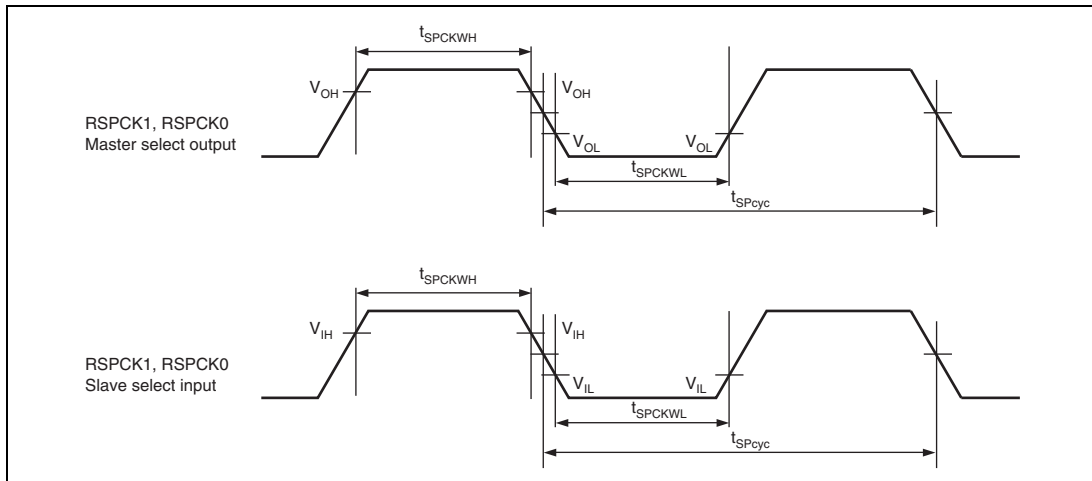 tSPCKWH
VOH
VOH
RSPCK1, RSPCK0
Master select output
VOL
VOL
tSPCKWL
tSPcyc
tSPCKWH
VIH
VIH
RSPCK1, RSPCK0
Slave select input
VIL
VIL
tSPCKWL
tSPcyc